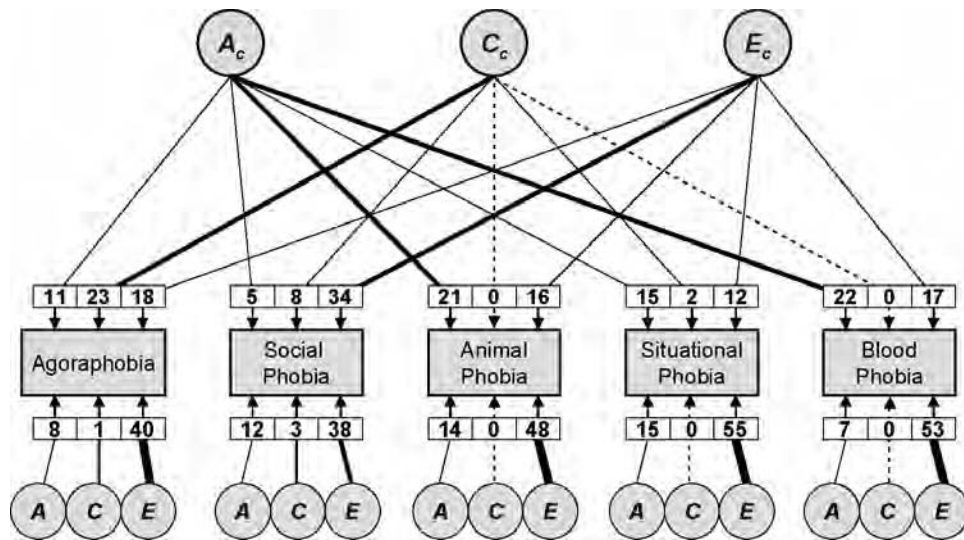 Ac Cc Ec
11 23 18 5 8 34 21 0 16 15 2 12 22 0 17
Agoraphobia
Social
Phobia
Animal
Phobia
Situational
Phobia
Blood
Phobia
8 1 40 12 3 38 14 0 48 15 0 55 7 0 53
A C E A C E A C E A C E A C E